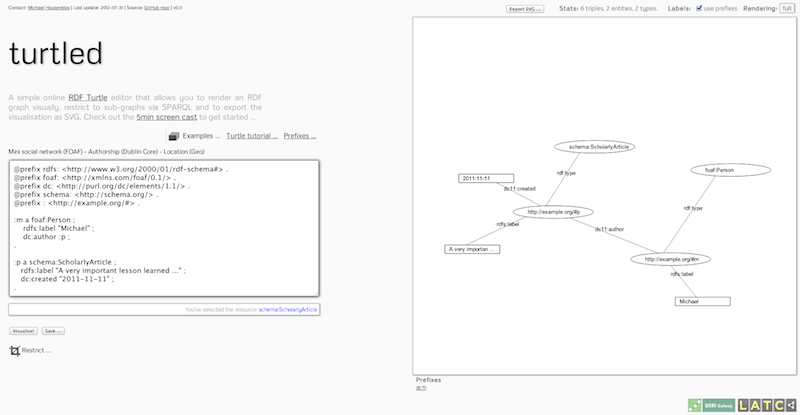 Contact: Michael Hausenblas | Last update: 2012-07-31 | Source: GitHub repo | v0.3
turtled
A simple online RDF Turtle editor that allows you to render an RDF
graph visually, restrict to sub-graphs via SPARQL and to export the
visualisation as SVG. Check out the 5min screen cast to get started ...
Examples ... Turtle tutorial ... Prefixes ...
Mini social network (FOAF) - Authorship (Dublin Core) - Location (Geo)
@prefix rdfs: <http://www.w3.org/2000/01/rdf-schema#> .
@prefix foaf: <http://xmlns.com/foaf/0.1/> .
@prefix dc: <http://purl.org/dc/elements/1.1/> .
@prefix schema: <http://schema.org/> .
@prefix : <http://example.org/#> .
:m a foaf:Person ;
rdfs:label "Michael" ;
dc:author :p ;
.
:p a schema:ScholarlyArticle ;
rdfs:label "A very important lesson learned ..." ;
dc:created "2011-11-11" ;
.
You've selected the resource: schema:ScholarlyArticle
Visualise! Save ...
Restrict ...
Export SVG ... Stats: 6 triples, 2 entities, 2 types. Labels: use prefixes Rendering: full
schema:ScholarlyArticle
foaf:Person
2011-11-11
rdf:type
dc11:created
rdf:type
http://example.org/#p
rdfs:label
dc11:author
A very importan ...
http://example.org/#m
rdfs:label
Michael
Prefixes
dc11
DERI Galway LATC